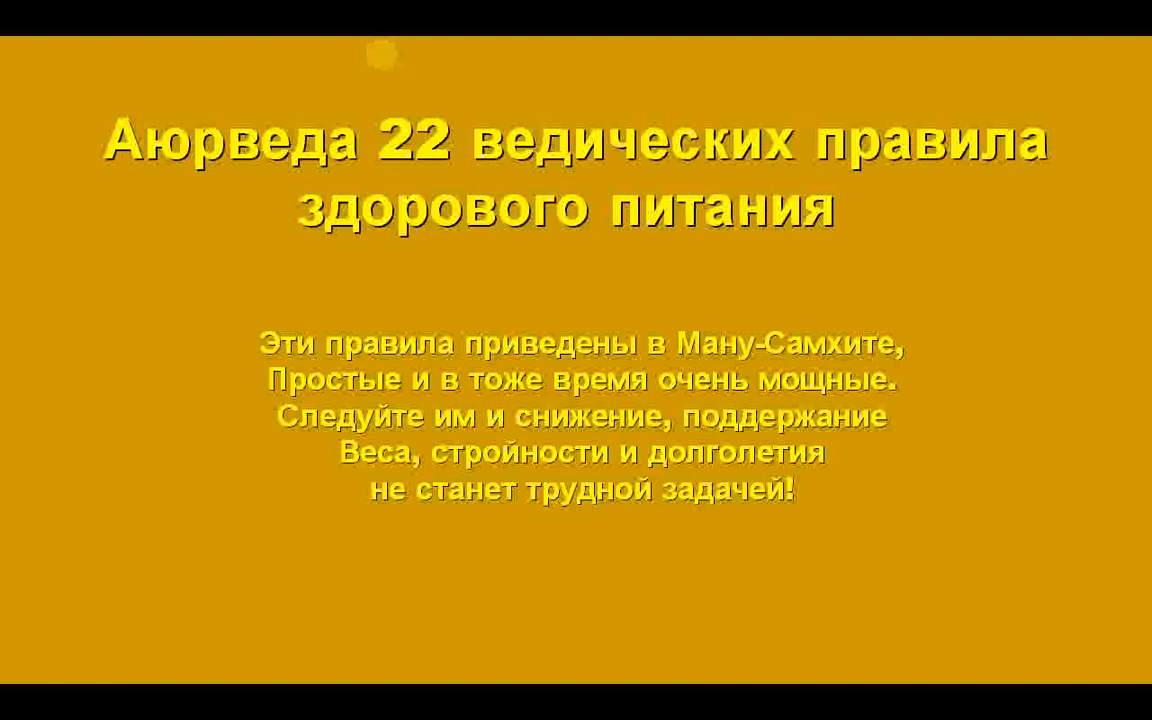 Аюрведа 22 ведических правила
здорового питания
Эти правила приведены в Ману-Самхите,
Простые и в тоже время очень мощные.
Следуйте им и снижение, поддержание
Веса, стройности и долголетия
не станет трудной задачей!